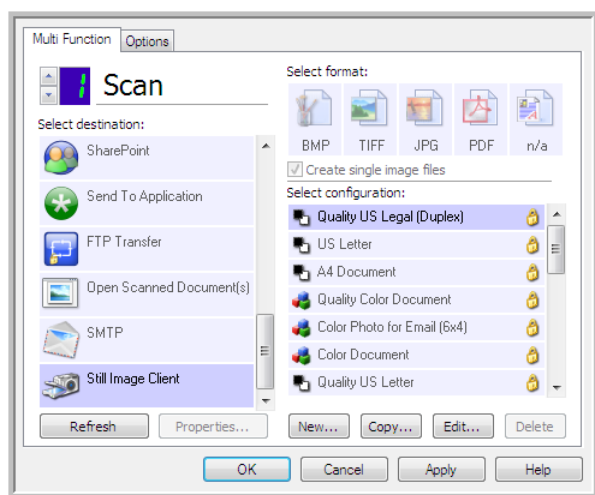 Multi Function
Options
1 Scan
Select destination:
SharePoint
Send To Application
FTP Transfer
Open Scanned Document(s)
SMTP
Still Image Client
Refresh
Properties...
Select format:
BMP
TIFF
JPG
PDF
n/a
Create single image files
Select configuration:
Quality US Legal (Duplex)
US Letter
A4 Document
Quality Color Document
Color Photo for Email (6x4)
Color Document
Quality US Letter
New...
Copy...
Edit...
Delete
OK
Cancel
Apply
Help